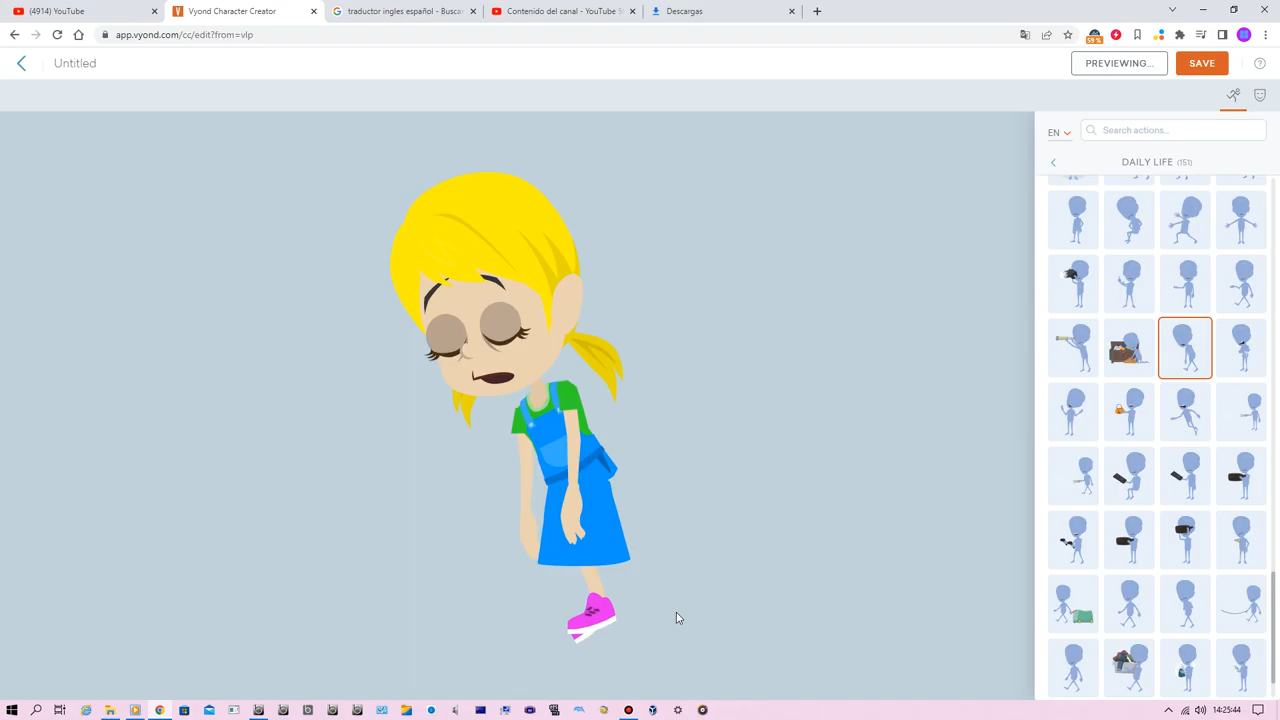 (4914) YouTube
Vyond Character Creator
traductor ingles español - Busca
Contenido del canal - YouTube S
Descargas
app.vyond.com/cc/edit?from=vlp
59 %
Untitled
PREVIEWING...
SAVE
EN
Search actions...
DAILY LIFE (151)
14:25:44